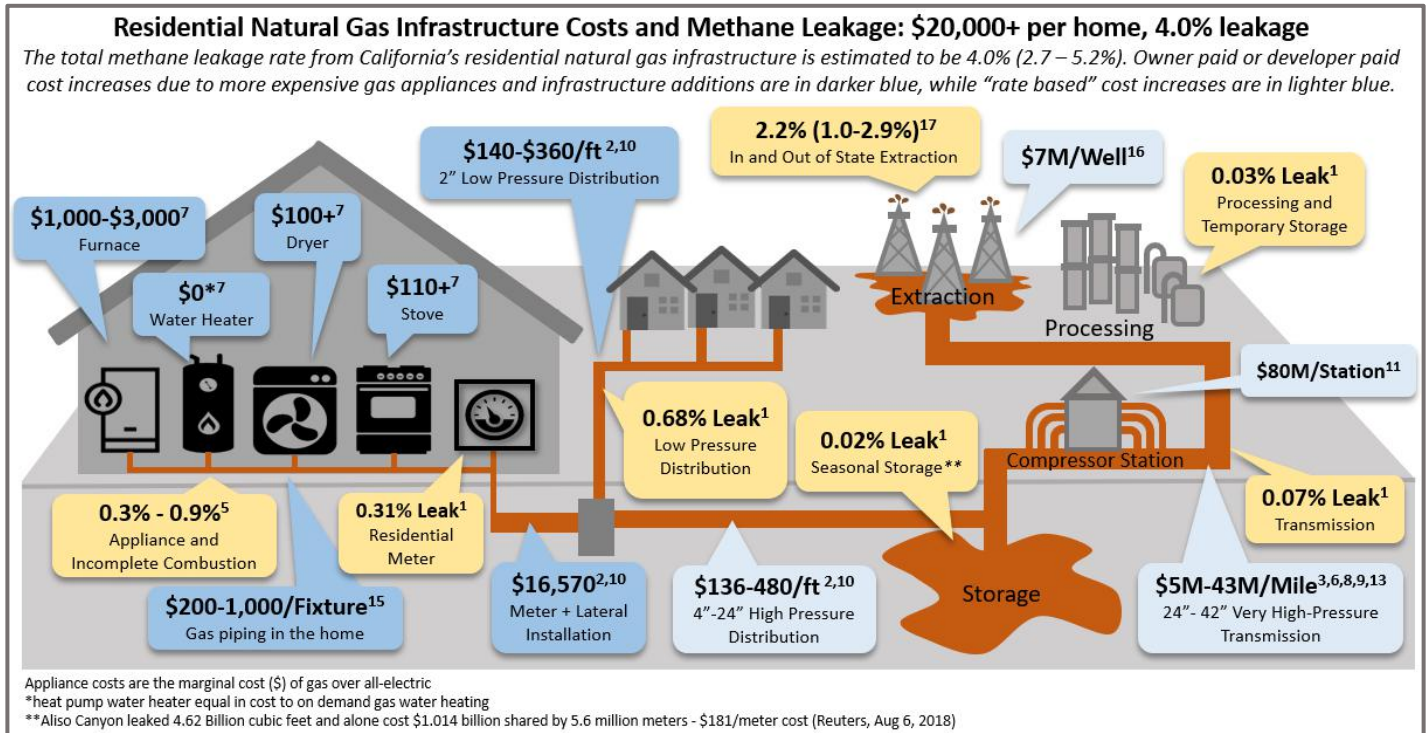 Residential Natural Gas Infrastructure Costs and Methane Leakage: $20,000+ per home, 4.0% leakage
The total methane leakage rate from California's residential natural gas infrastructure is estimated to be 4.0% (2.7 – 5.2%). Owner paid or developer paid
cost increases due to more expensive gas appliances and infrastructure additions are in darker blue, while "rate based" cost increases are in lighter blue.
$140-$360/ft 2,10
2" Low Pressure Distribution
2.2% (1.0-2.9%)17
In and Out of State Extraction
$7M/Well16
0.03% Leak1
Processing and
Temporary Storage
$1,000-$3,0007
Furnace
$100+7
Dryer
$0*7
Water Heater
$110+7
Stove
Extraction
Processing
$80M/Station11
0.68% Leak1
Low Pressure
Distribution
0.02% Leak1
Seasonal Storage**
Compressor Station
0.07% Leak1
Transmission
0.3% - 0.9%5
Appliance and
Incomplete Combustion
0.31% Leak1
Residential
Meter
$200-1,000/Fixture15
Gas piping in the home
$16,5702,10
Meter + Lateral
Installation
$136-480/ft 2,10
4"-24" High Pressure
Distribution
Storage
$5M-43M/Mile3,6,8,9,13
24"- 42" Very High-Pressure
Transmission
Appliance costs are the marginal cost ($) of gas over all-electric
*heat pump water heater equal in cost to on demand gas water heating
**Aliso Canyon leaked 4.62 Billion cubic feet and alone cost $1.014 billion shared by 5.6 million meters - $181/meter cost (Reuters, Aug 6, 2018)